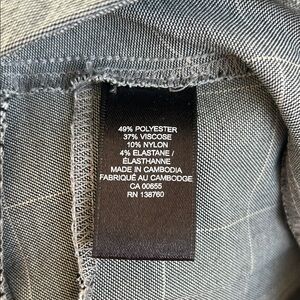 49% POLYESTER
37% VISCOSE
10% NYLON
4% ELASTANE /
ÉLASTHANNE
MADE IN CAMBODIA
FABRIQUÉ AU CAMBODGE
CA 00655
RN 138760